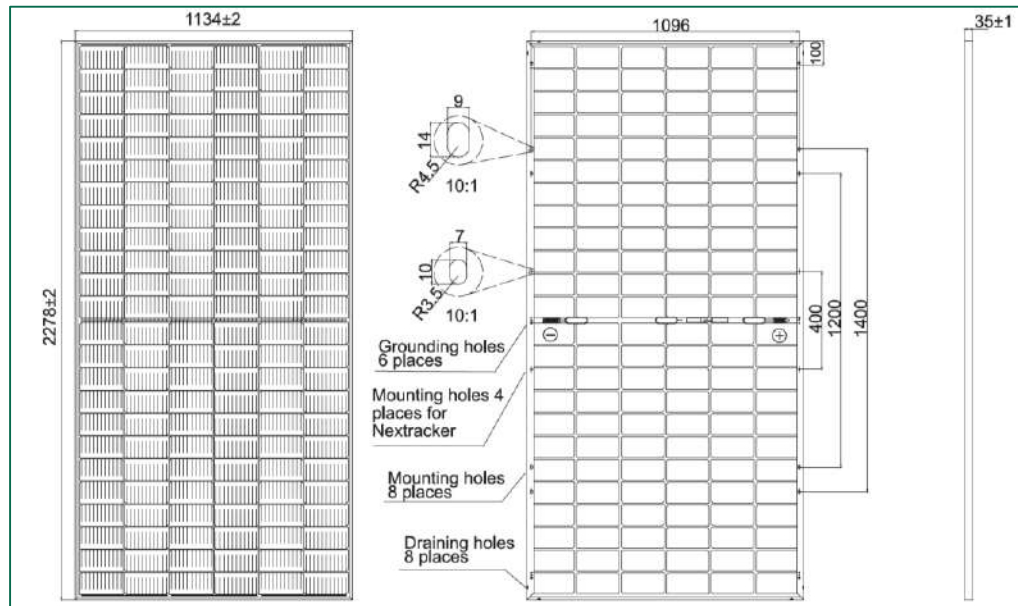 1134±2
2278±2
1096
100
35±1
9
14
R4.5
10:1
7
10
R3.5
10:1
400
1200
1400
Grounding holes
6 places
Mounting holes 4
places for
Nextracker
Mounting holes
8 places
Draining holes
8 places
−
+